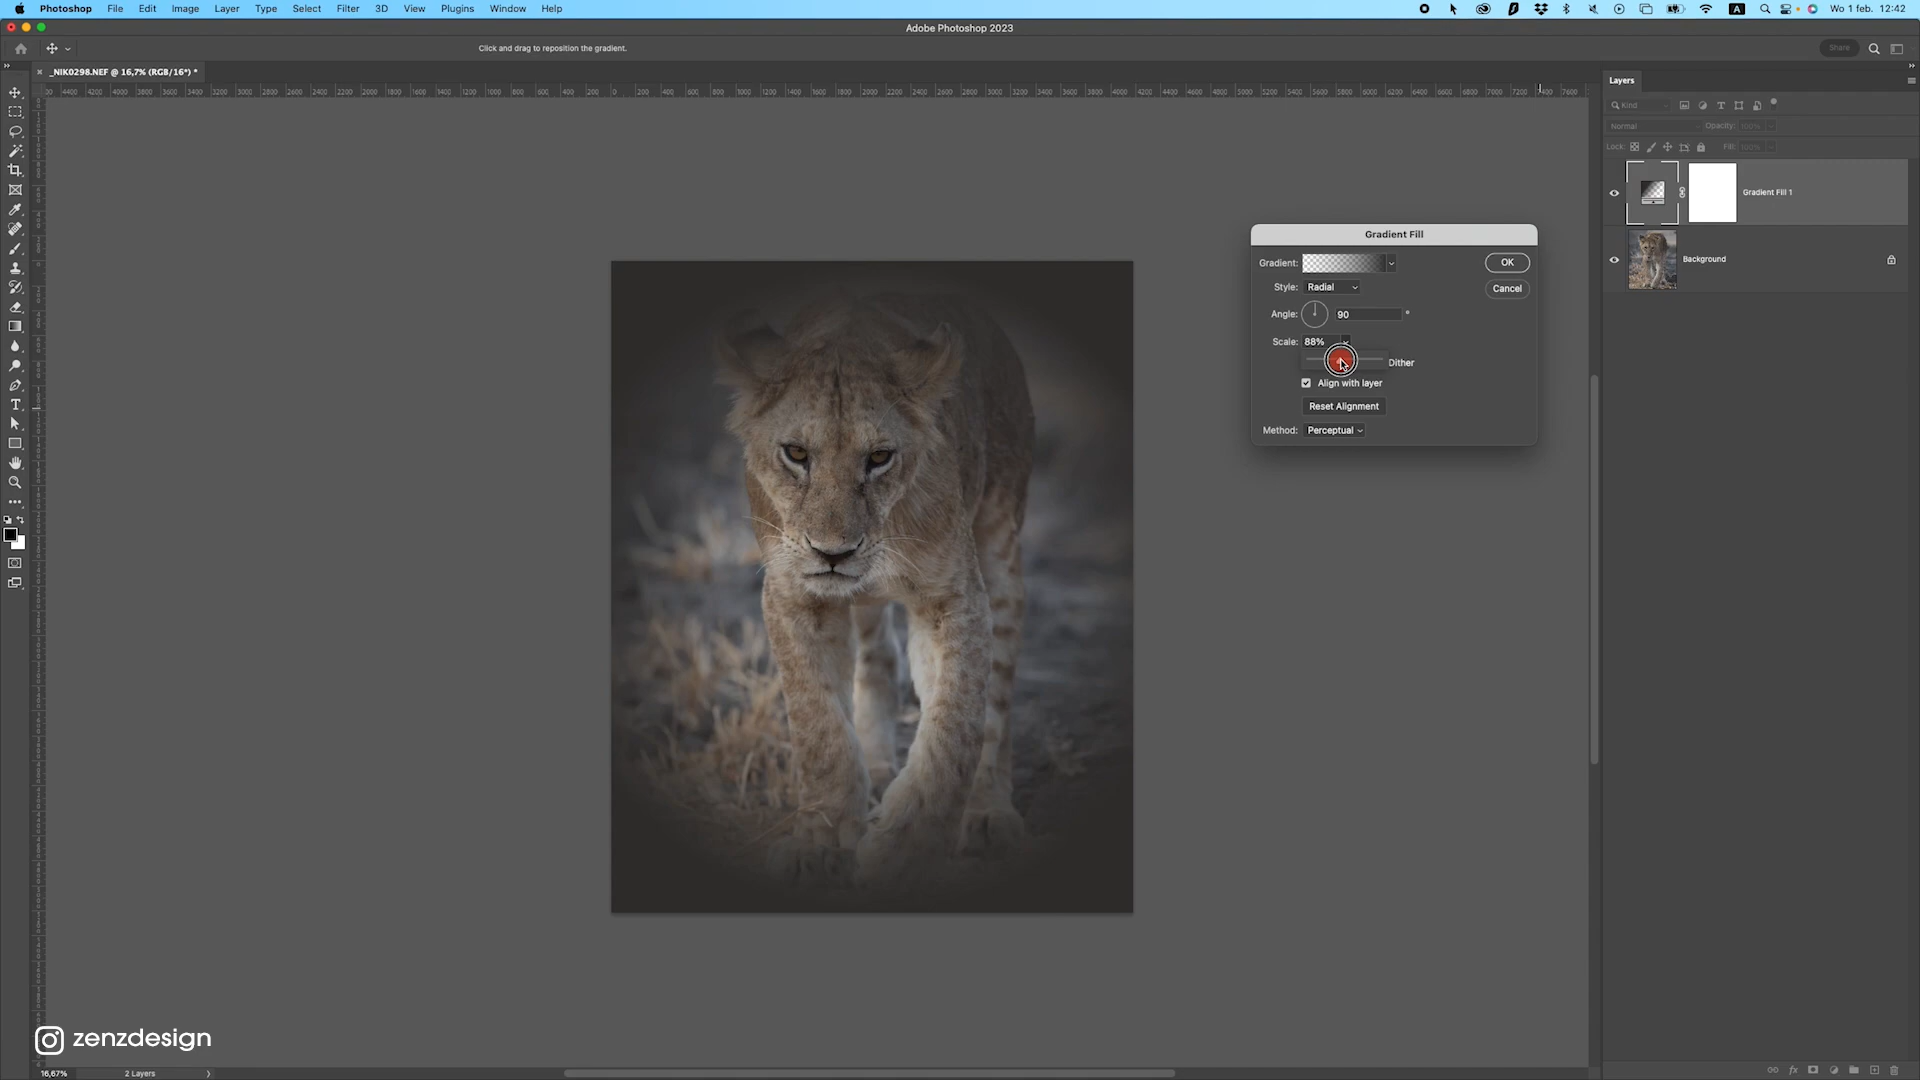 Photoshop File Edit Image Layer Type Select Filter 3D View Plugins Window Help
A Wo 1 feb. 12:42
Adobe Photoshop 2023
Click and drag to reposition the gradient.
Share
_NIK0298.NEF @ 16,7% (RGB/16*) *
Layers
Kind
Normal Opacity: 100%
Lock: Fill: 100%
Gradient Fill 1
Background
Gradient Fill
Gradient: OK
Style: Radial Cancel
Angle: 90 °
Scale: 88%
Dither
Align with layer
Reset Alignment
Method: Perceptual
zenzdesign
16,67% 2 Layers